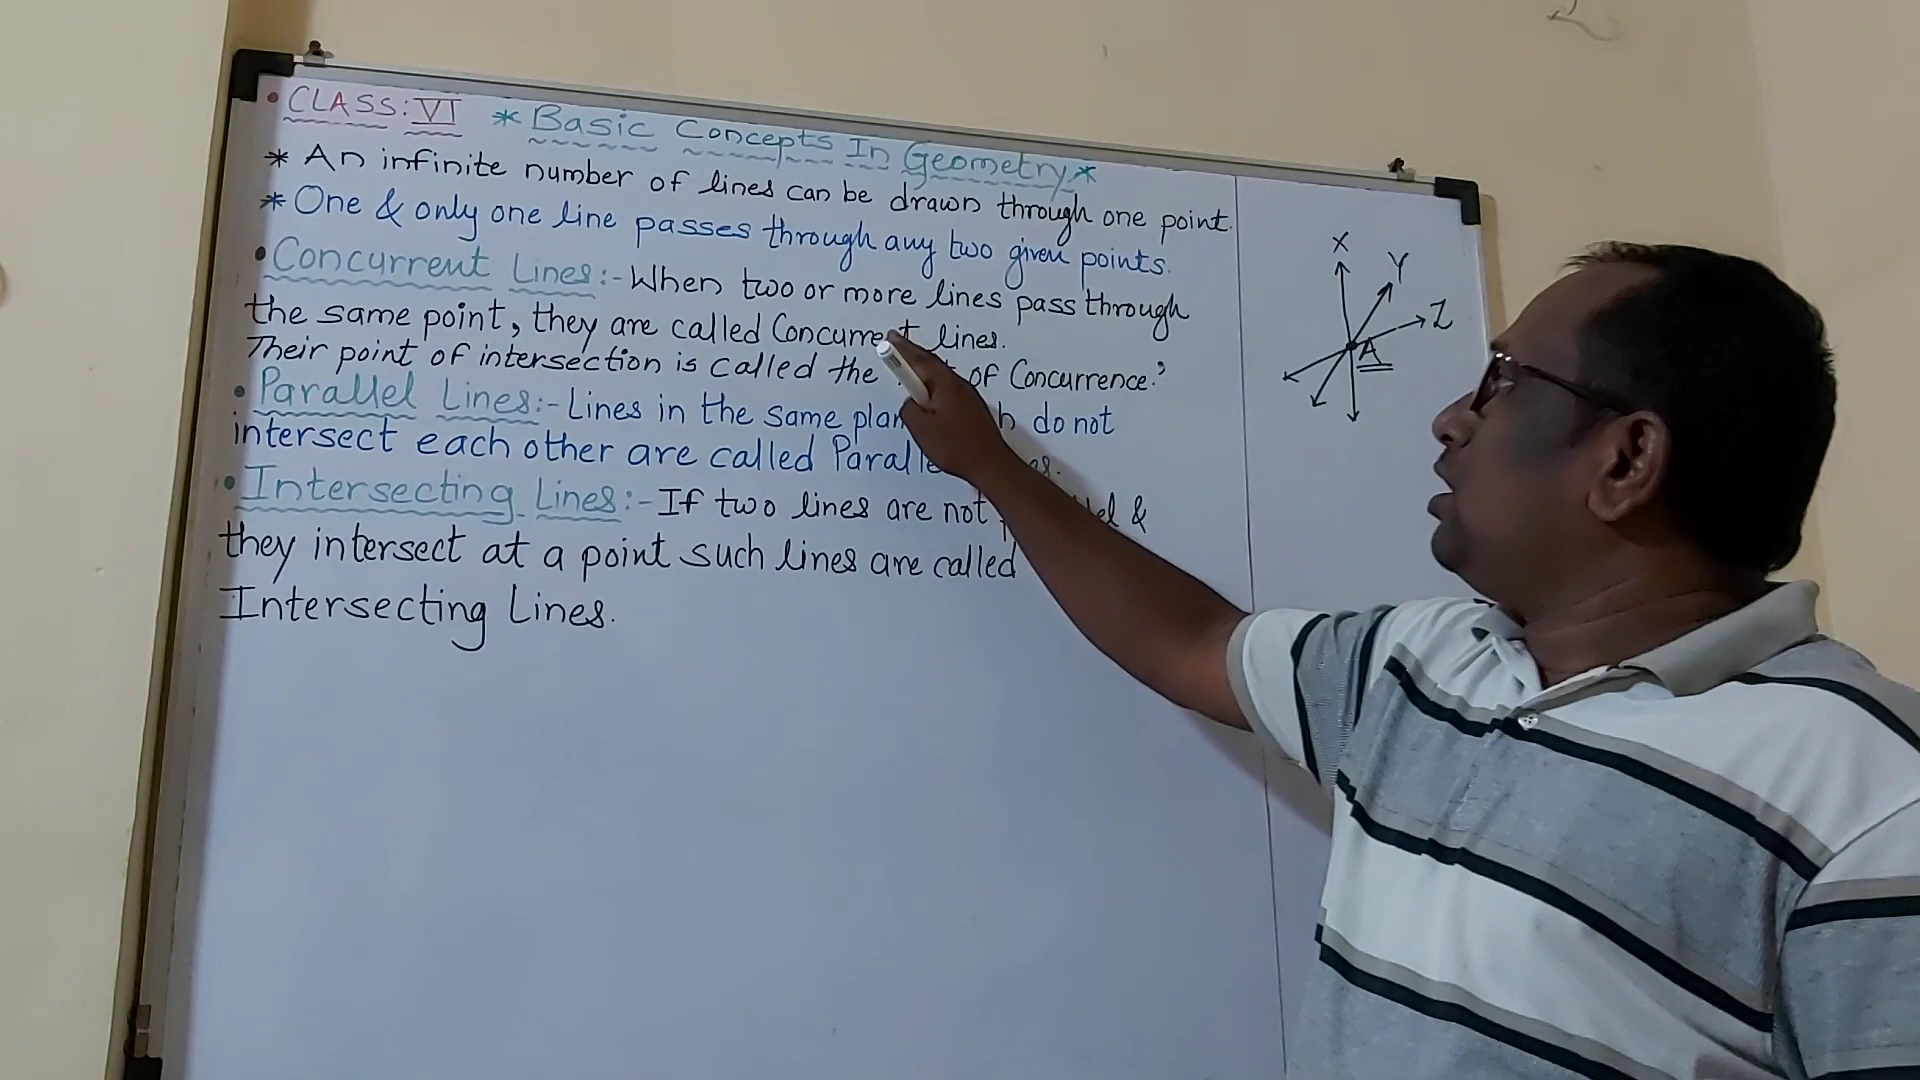 • CLASS: VI * Basic Concepts In Geometry *
* An infinite number of lines can be drawn through one point.
* One & only one line passes through any two given points.
• Concurrent Lines:- When two or more lines pass through
the same point, they are called Concurrent lines.
Their point of intersection is called the of Concurrence.'
• Parallel Lines:- Lines in the same do not
intersect each other are called
• Intersecting Lines:- If two lines are not &
they intersect at a point such lines are called
Intersecting Lines.
X
Y
Z
A